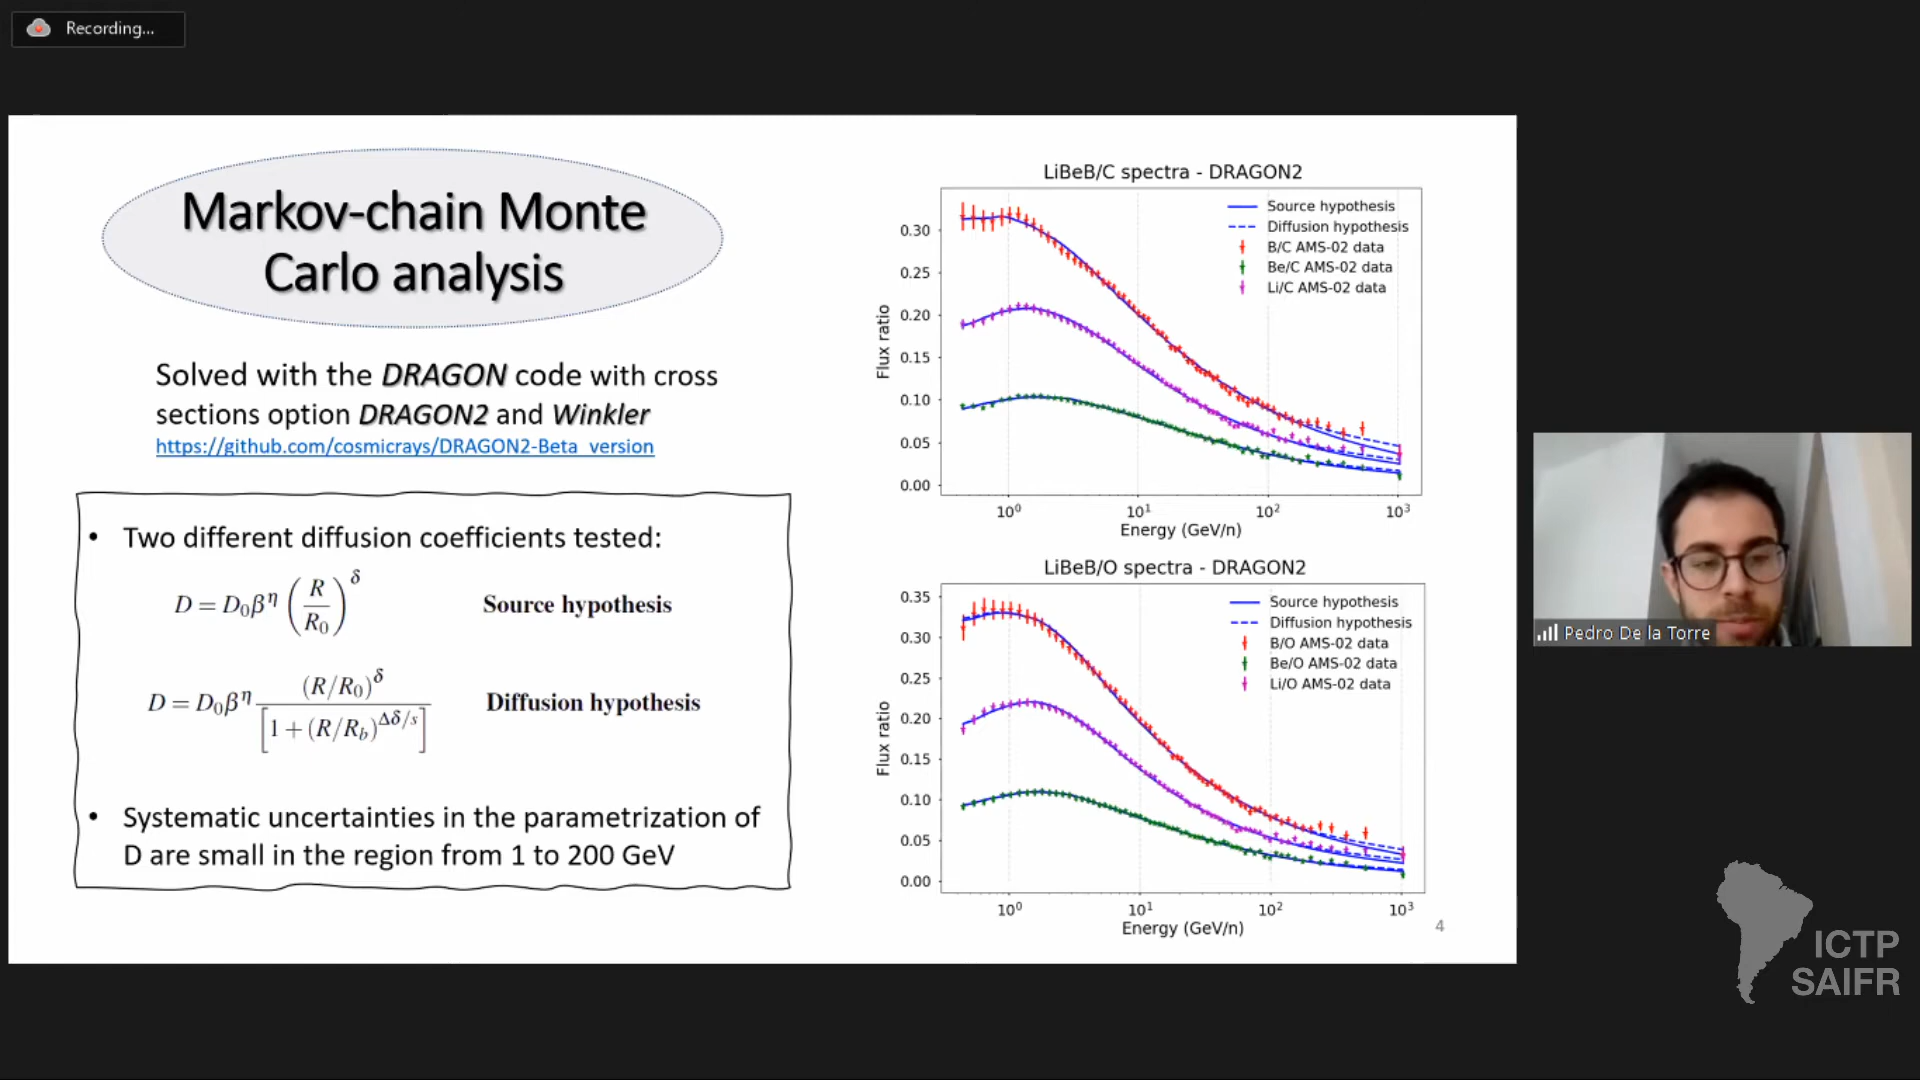 Recording...
Markov-chain Monte
Carlo analysis
Solved with the DRAGON code with cross
sections option DRAGON2 and Winkler
https://github.com/cosmicrays/DRAGON2-Beta_version
• Two different diffusion coefficients tested:
D = D₀β^η (R/R₀)^δ Source hypothesis
D = D₀β^η (R/R₀)^δ / [1 + (R/R_b)^Δδ/s] Diffusion hypothesis
• Systematic uncertainties in the parametrization of
D are small in the region from 1 to 200 GeV
LiBeB/C spectra - DRAGON2
Source hypothesis
Diffusion hypothesis
B/C AMS-02 data
Be/C AMS-02 data
Li/C AMS-02 data
Flux ratio
0.30
0.25
0.20
0.15
0.10
0.05
0.00
10⁰ 10¹ 10² 10³
Energy (GeV/n)
LiBeB/O spectra - DRAGON2
Source hypothesis
Diffusion hypothesis
B/O AMS-02 data
Be/O AMS-02 data
Li/O AMS-02 data
Flux ratio
0.35
0.30
0.25
0.20
0.15
0.10
0.05
0.00
10⁰ 10¹ 10² 10³
Energy (GeV/n)
4
Pedro De la Torre
ICTP
SAIFR